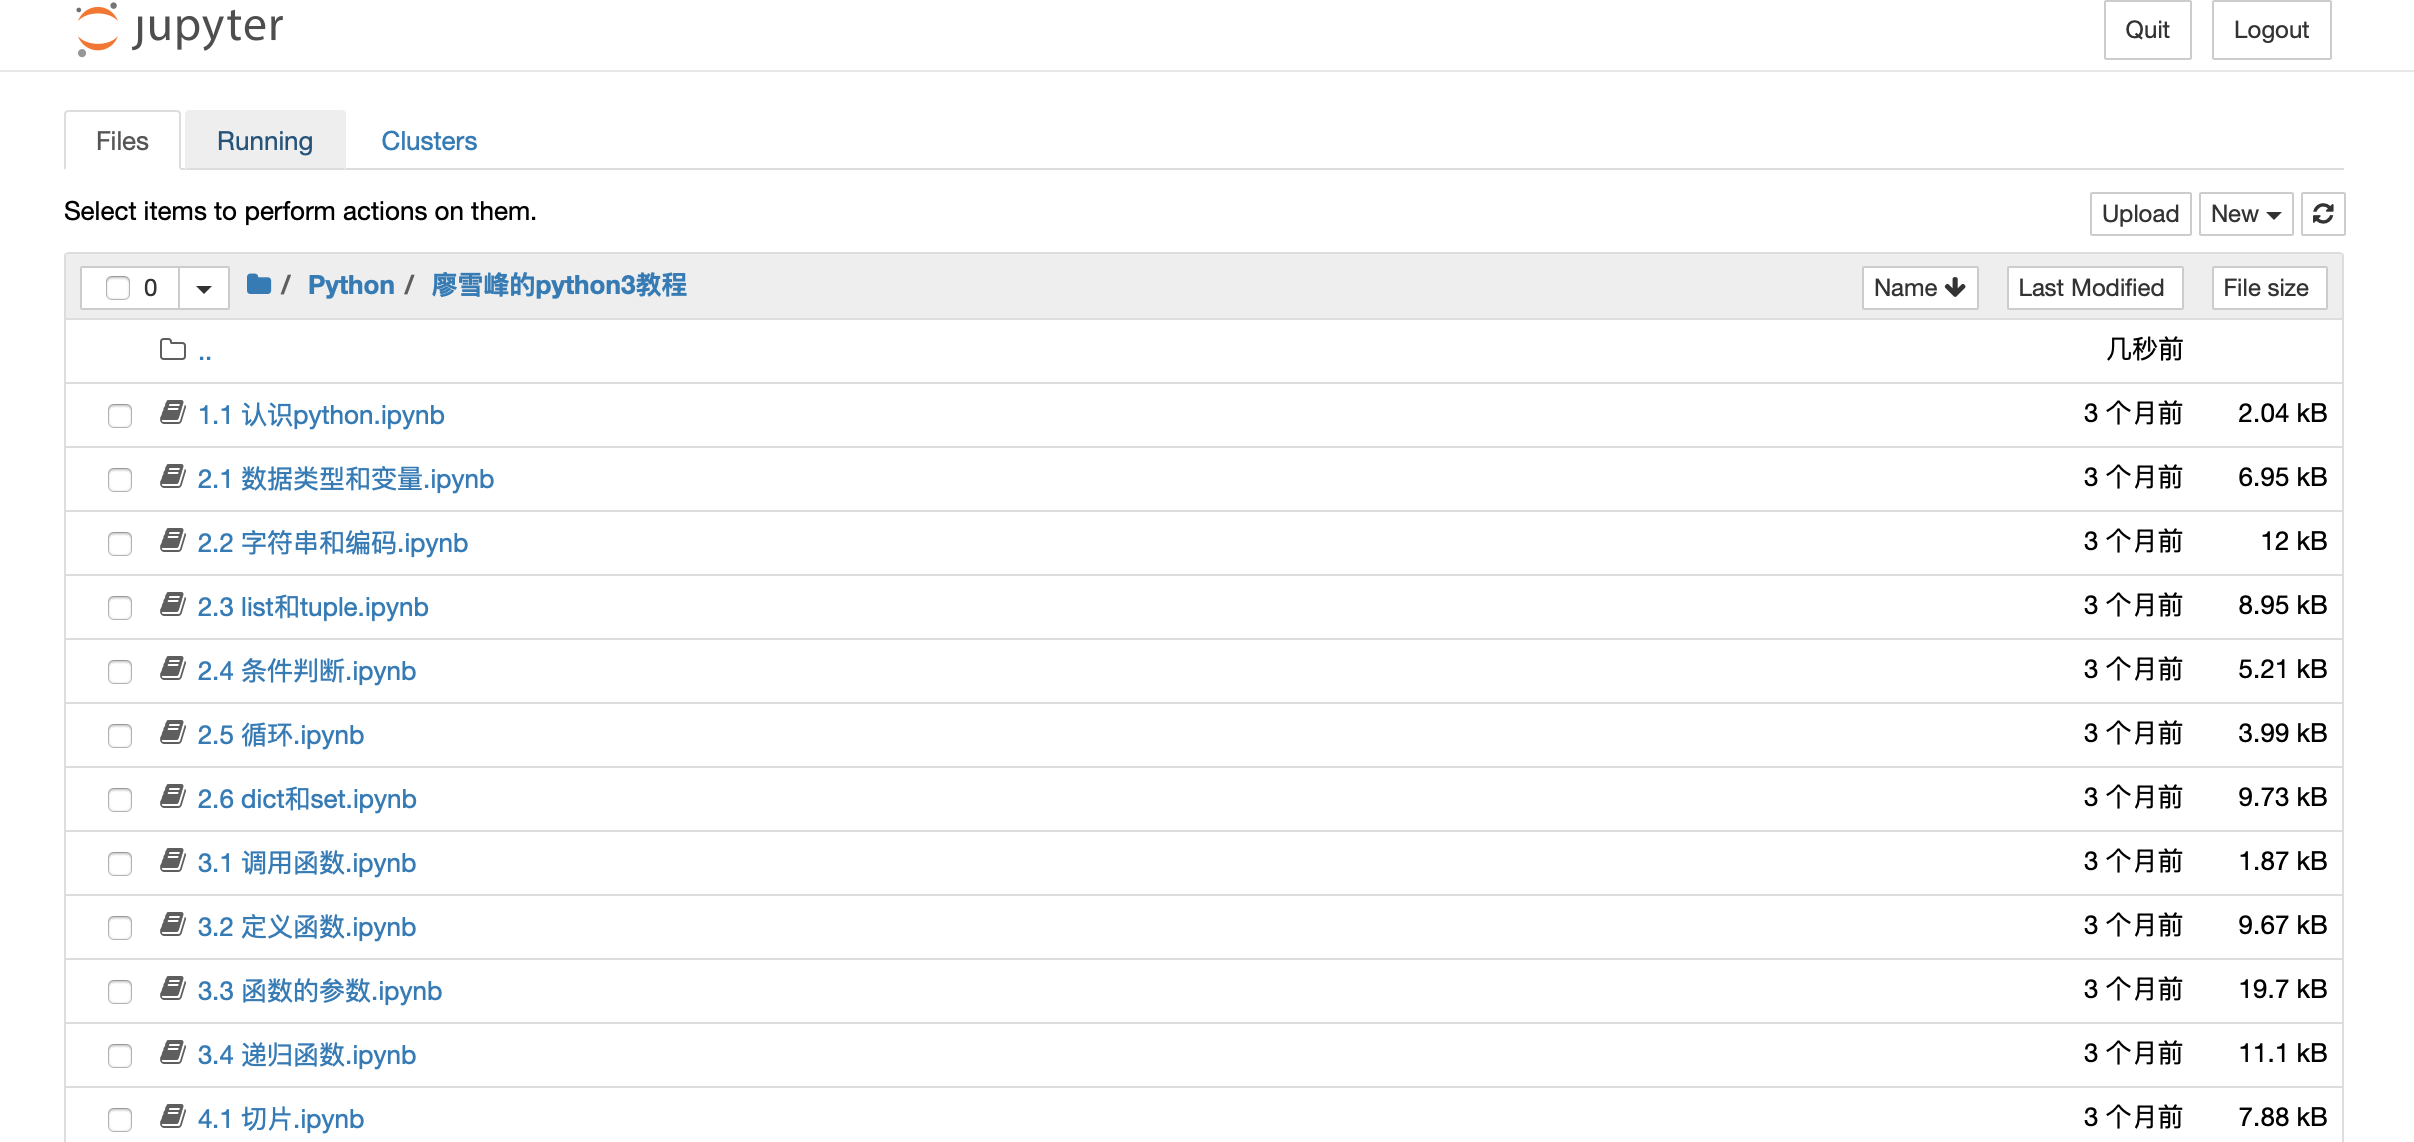 jupyter
Quit
Logout
Files
Running
Clusters
Select items to perform actions on them.
Upload
New
0
/ Python / 廖雪峰的python3教程
Name
Last Modified
File size
..
几秒前
1.1 认识python.ipynb 3 个月前 2.04 kB
2.1 数据类型和变量.ipynb 3 个月前 6.95 kB
2.2 字符串和编码.ipynb 3 个月前 12 kB
2.3 list和tuple.ipynb 3 个月前 8.95 kB
2.4 条件判断.ipynb 3 个月前 5.21 kB
2.5 循环.ipynb 3 个月前 3.99 kB
2.6 dict和set.ipynb 3 个月前 9.73 kB
3.1 调用函数.ipynb 3 个月前 1.87 kB
3.2 定义函数.ipynb 3 个月前 9.67 kB
3.3 函数的参数.ipynb 3 个月前 19.7 kB
3.4 递归函数.ipynb 3 个月前 11.1 kB
4.1 切片.ipynb 3 个月前 7.88 kB